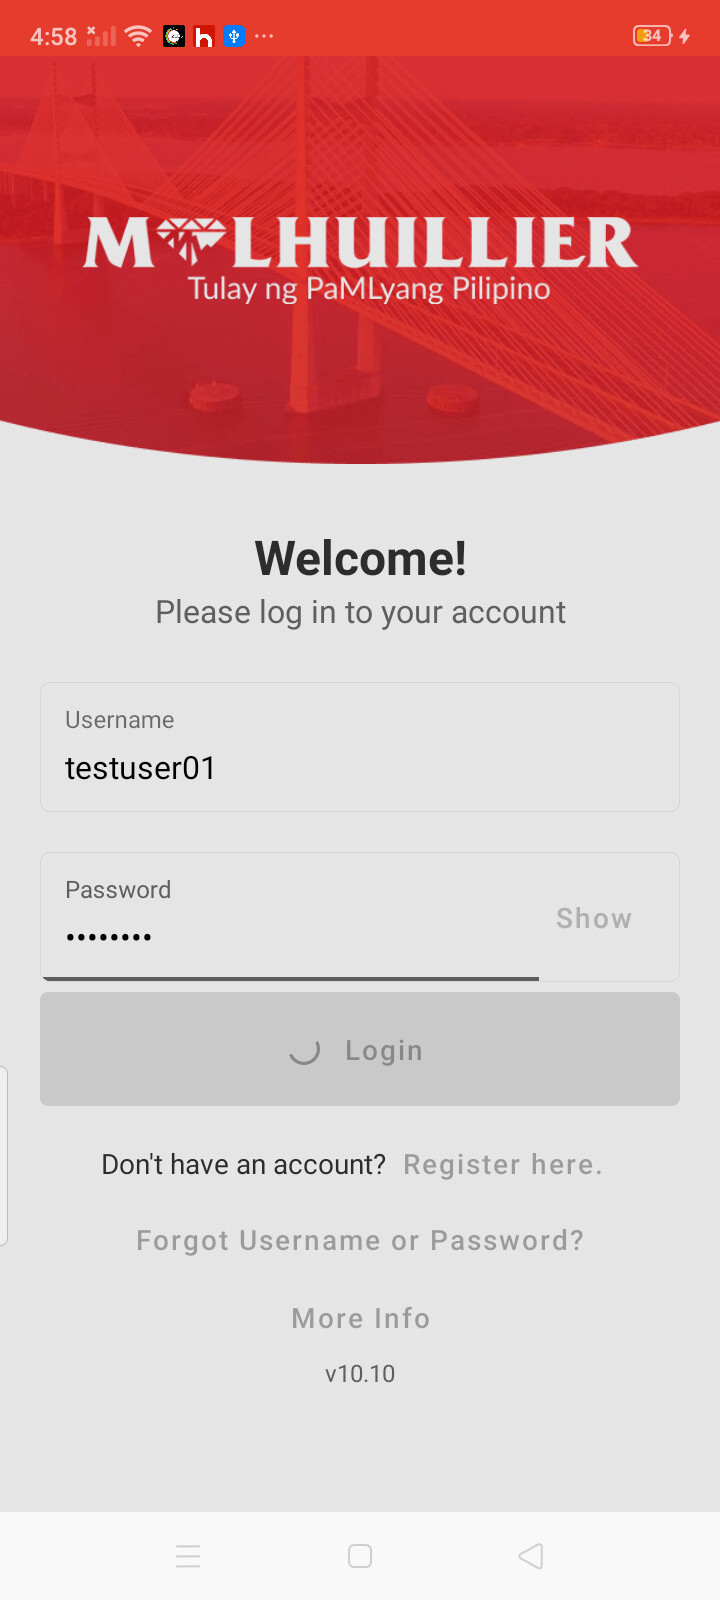 4:58
34
M LHUILLIER
Tulay ng PaMLyang Pilipino
Welcome!
Please log in to your account
Username
testuser01
Password
••••••••
Show
Login
Don't have an account? Register here.
Forgot Username or Password?
More Info
v10.10